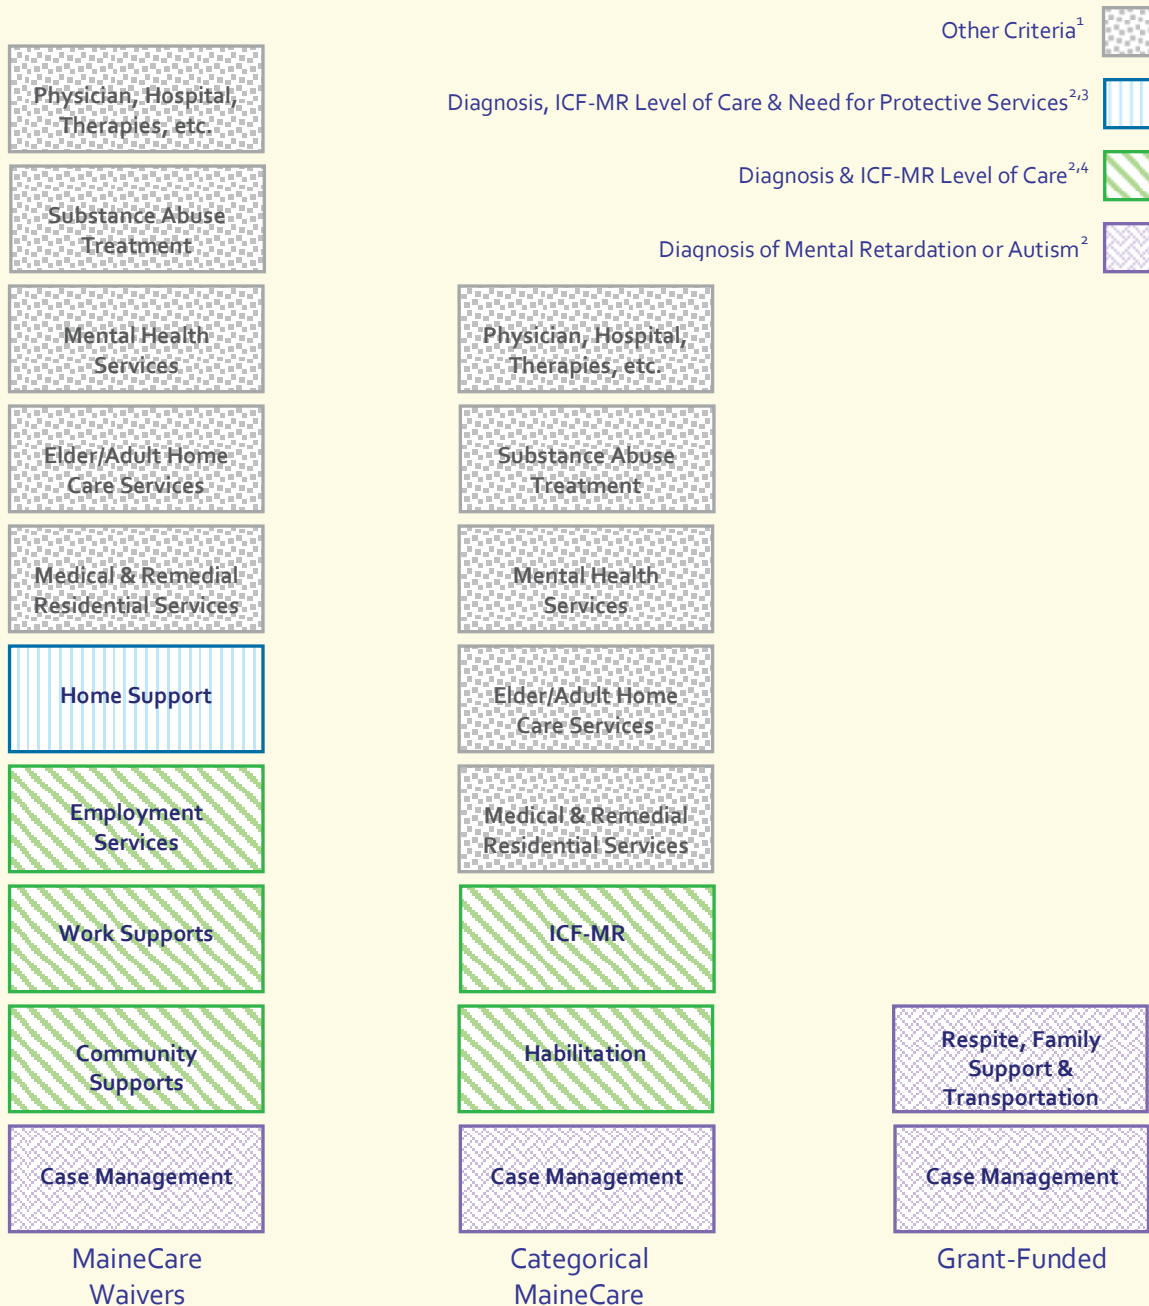 Other Criteria¹
Diagnosis, ICF-MR Level of Care & Need for Protective Services²,³
Diagnosis & ICF-MR Level of Care²,⁴
Diagnosis of Mental Retardation or Autism²
Physician, Hospital,
Therapies, etc.
Substance Abuse
Treatment
Mental Health
Services
Elder/Adult Home
Care Services
Medical & Remedial
Residential Services
Home Support
Employment
Services
Work Supports
Community
Supports
Case Management
MaineCare
Waivers
Physician, Hospital,
Therapies, etc.
Substance Abuse
Treatment
Mental Health
Services
Elder/Adult Home
Care Services
Medical & Remedial
Residential Services
ICF-MR
Habilitation
Case Management
Categorical
MaineCare
Respite, Family
Support &
Transportation
Case Management
Grant-Funded